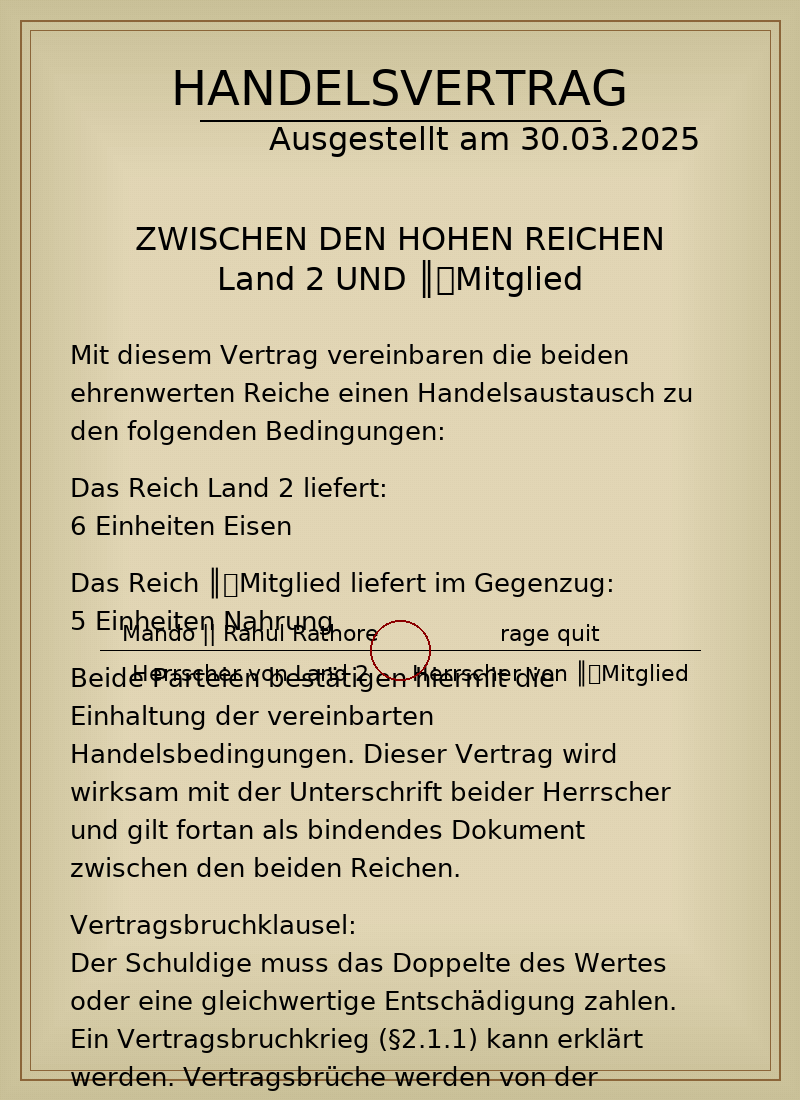 HANDELSVERTRAG
Ausgestellt am 30.03.2025
ZWISCHEN DEN HOHEN REICHEN
Land 2 UND ║▯Mitglied
Mit diesem Vertrag vereinbaren die beiden
ehrenwerten Reiche einen Handelsaustausch zu
den folgenden Bedingungen:
Das Reich Land 2 liefert:
6 Einheiten Eisen
Das Reich ║▯Mitglied liefert im Gegenzug:
5 Einheiten Nahrung
Mando || Rahul Rathore
rage quit
Herrscher von Land 2
Herrscher von ║▯Mitglied
Beide Parteien bestätigen hiermit die
Einhaltung der vereinbarten
Handelsbedingungen. Dieser Vertrag wird
wirksam mit der Unterschrift beider Herrscher
und gilt fortan als bindendes Dokument
zwischen den beiden Reichen.
Vertragsbruchklausel:
Der Schuldige muss das Doppelte des Wertes
oder eine gleichwertige Entschädigung zahlen.
Ein Vertragsbruchkrieg (§2.1.1) kann erklärt
werden. Vertragsbrüche werden von der